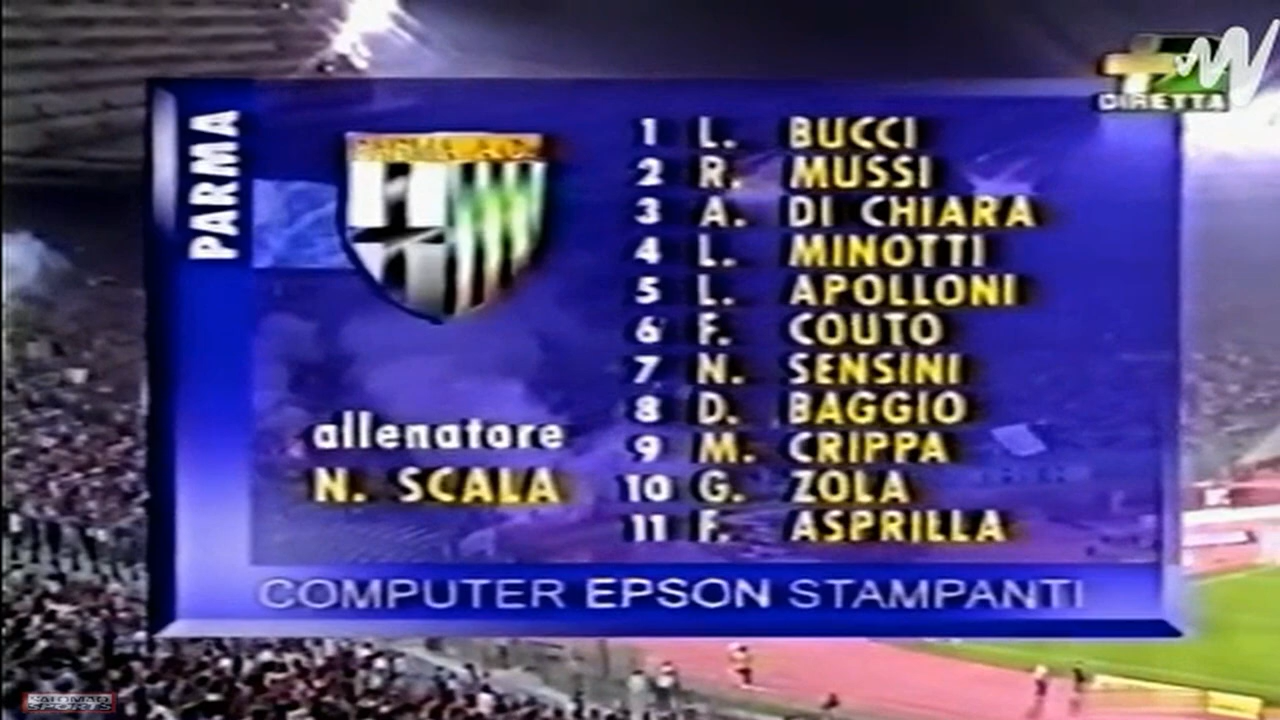 DIRETTA
PARMA
PARMA A.C.
1 L. BUCCI
2 R. MUSSI
3 A. DI CHIARA
4 L. MINOTTI
5 L. APOLLONI
6 F. COUTO
7 N. SENSINI
8 D. BAGGIO
9 M. CRIPPA
10 G. ZOLA
11 F. ASPRILLA
allenatore
N. SCALA
COMPUTER EPSON STAMPANTI